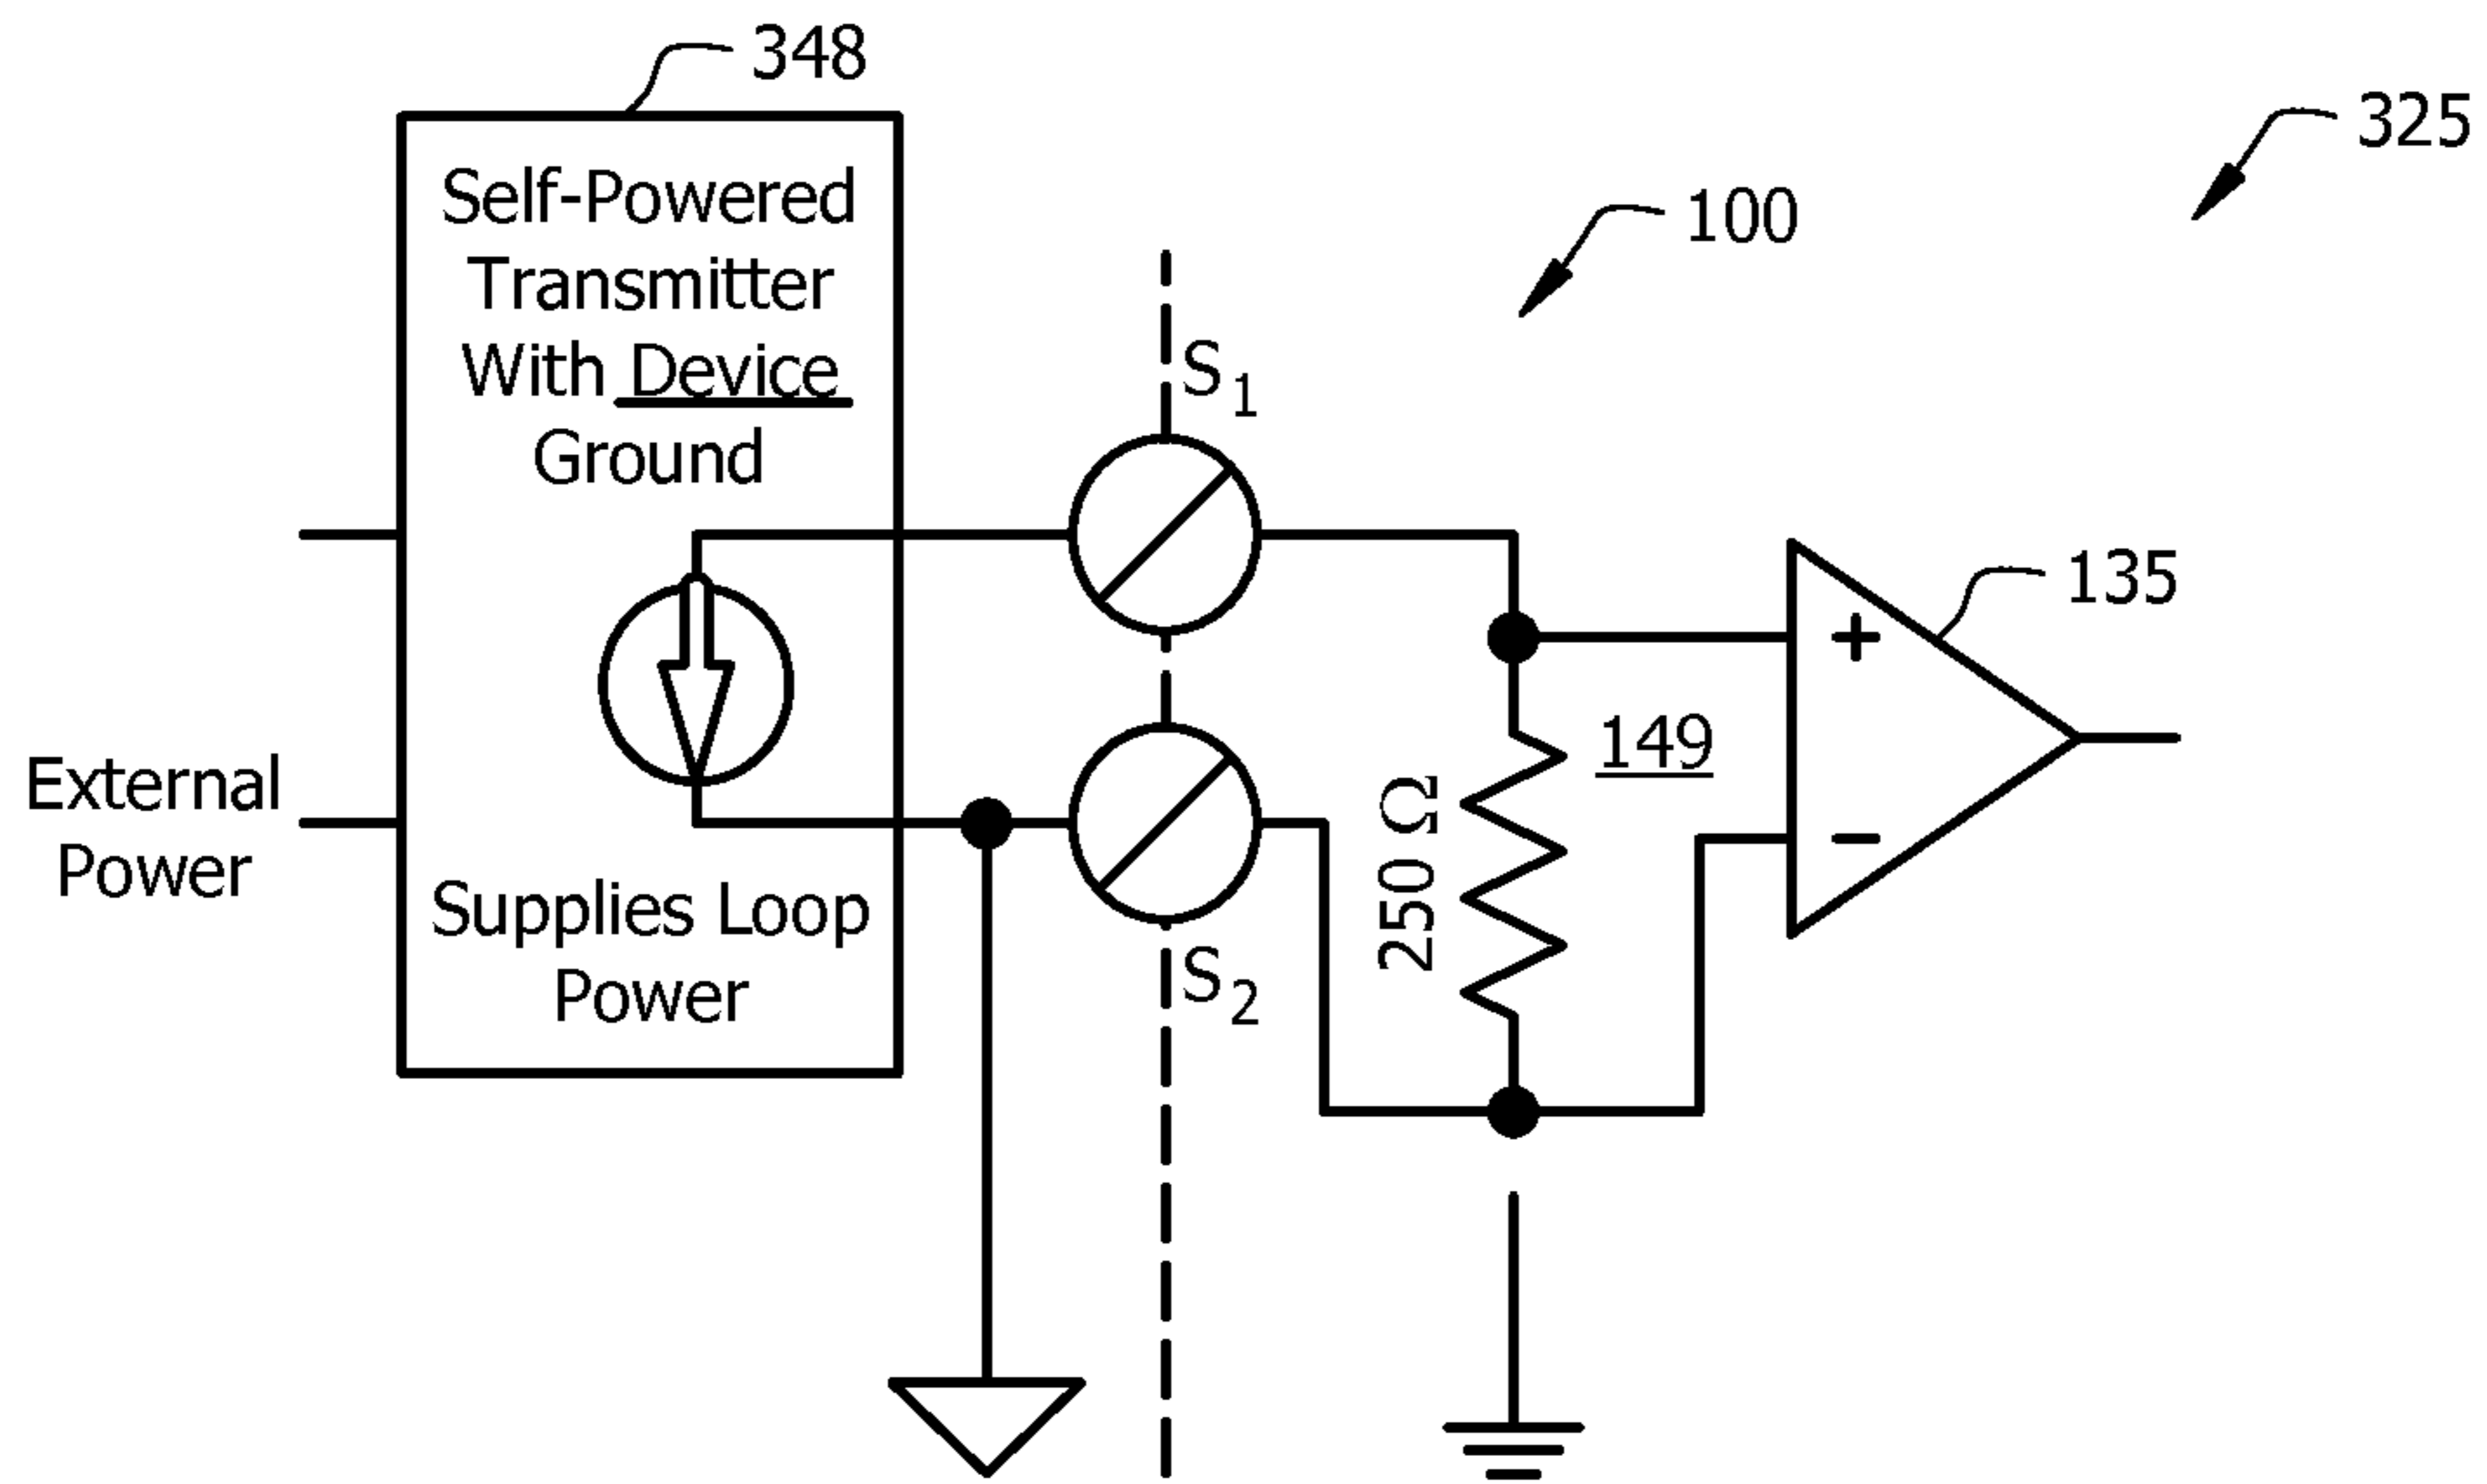 348
325
100
Self-Powered
Transmitter
With Device
Ground
S1
135
+
149
250 Ω
−
External
Power
Supplies Loop
Power
S2